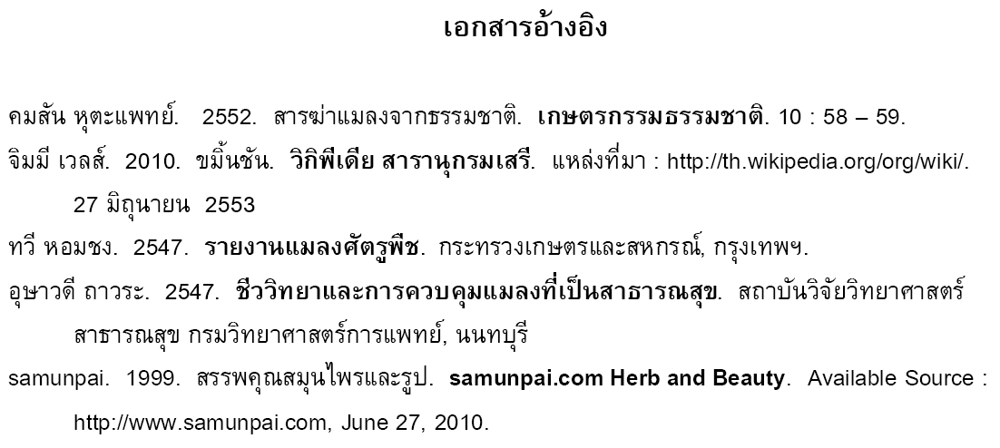 เอกสารอ้างอิง
คมสัน หุตะแพทย์. 2552. สารฆ่าแมลงจากธรรมชาติ. เกษตรกรรมธรรมชาติ. 10 : 58 – 59.
จิมมี เวลส์. 2010. ขมิ้นชัน. วิกิพีเดีย สารานุกรมเสรี. แหล่งที่มา : http://th.wikipedia.org/org/wiki/.
27 มิถุนายน 2553
ทวี หอมชง. 2547. รายงานแมลงศัตรูพืช. กระทรวงเกษตรและสหกรณ์, กรุงเทพฯ.
อุษาวดี ถาวระ. 2547. ชีววิทยาและการควบคุมแมลงที่เป็นสาธารณสุข. สถาบันวิจัยวิทยาศาสตร์
สาธารณสุข กรมวิทยาศาสตร์การแพทย์, นนทบุรี
samunpai. 1999. สรรพคุณสมุนไพรและรูป. samunpai.com Herb and Beauty. Available Source :
http://www.samunpai.com, June 27, 2010.